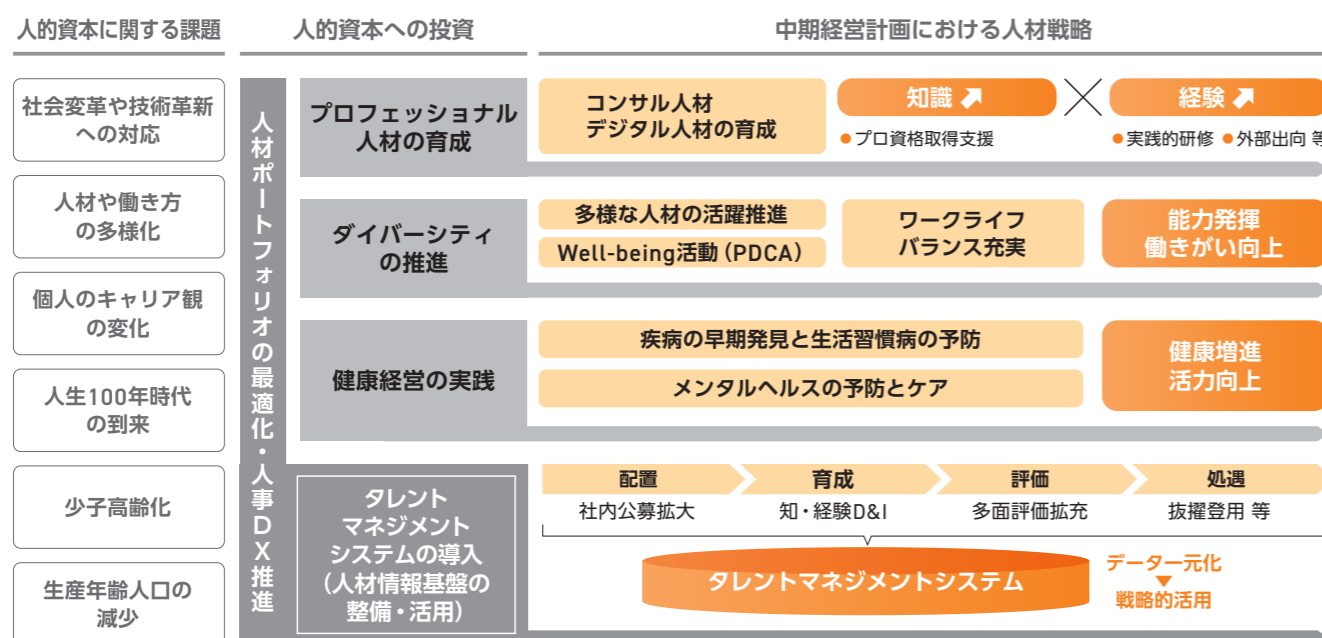 人的資本に関する課題
人的資本への投資
中期経営計画における人材戦略
社会変革や技術革新
への対応
人材や働き方
の多様化
個人のキャリア観
の変化
人生100年時代
の到来
少子高齢化
生産年齢人口の
減少
人材ポートフォリオの最適化・人事DX推進
プロフェッショナル
人材の育成
コンサル人材
デジタル人材の育成
知識
●プロ資格取得支援
経験
●実践的研修 ●外部出向 等
ダイバーシティ
の推進
多様な人材の活躍推進
Well-being活動(PDCA)
ワークライフ
バランス充実
能力発揮
働きがい向上
健康経営の実践
疾病の早期発見と生活習慣病の予防
メンタルヘルスの予防とケア
健康増進
活力向上
タレント
マネジメント
システムの導入
(人材情報基盤の
整備・活用)
配置
育成
評価
処遇
社内公募拡大
知・経験D&I
多面評価拡充
抜擢登用 等
タレントマネジメントシステム
データ一元化
▼
戦略的活用